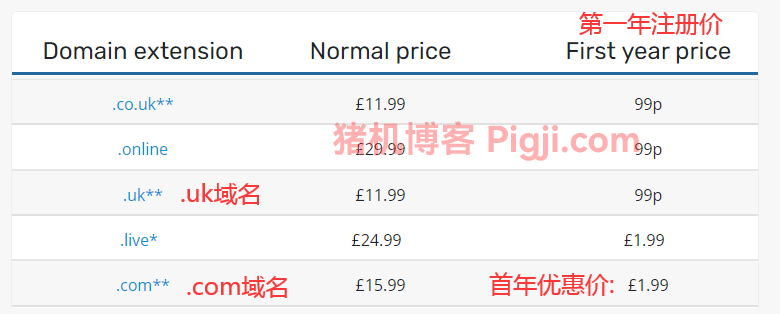 第一年注册价
Domain extension Normal price First year price
.co.uk** £11.99 99p
猪机博客 Pigji.com
.online £29.99 99p
.uk** .uk域名 £11.99 99p
.live* £24.99 £1.99
.com** .com域名 £15.99 首年优惠价: £1.99